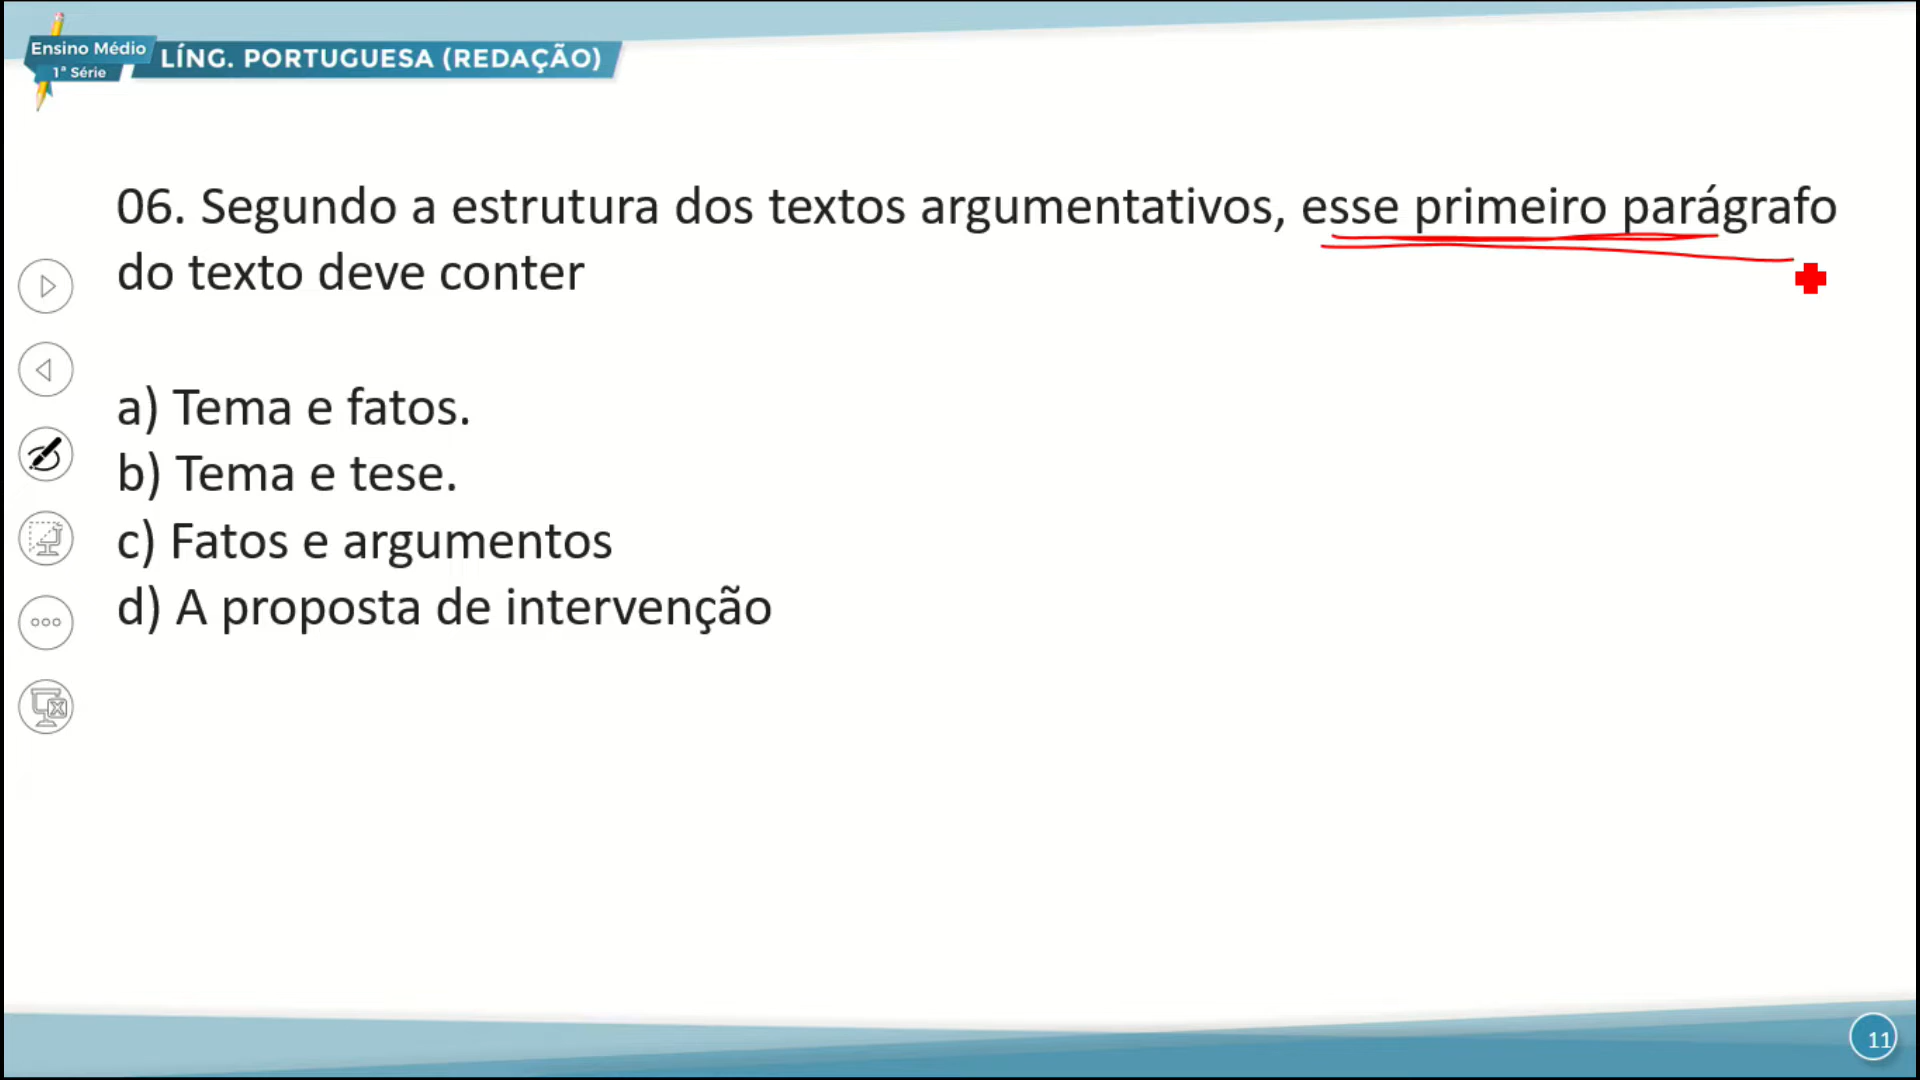 Ensino Médio
1ª Série
LÍNG. PORTUGUESA (REDAÇÃO)
06. Segundo a estrutura dos textos argumentativos, esse primeiro parágrafo
do texto deve conter
a) Tema e fatos.
b) Tema e tese.
c) Fatos e argumentos
d) A proposta de intervenção
11